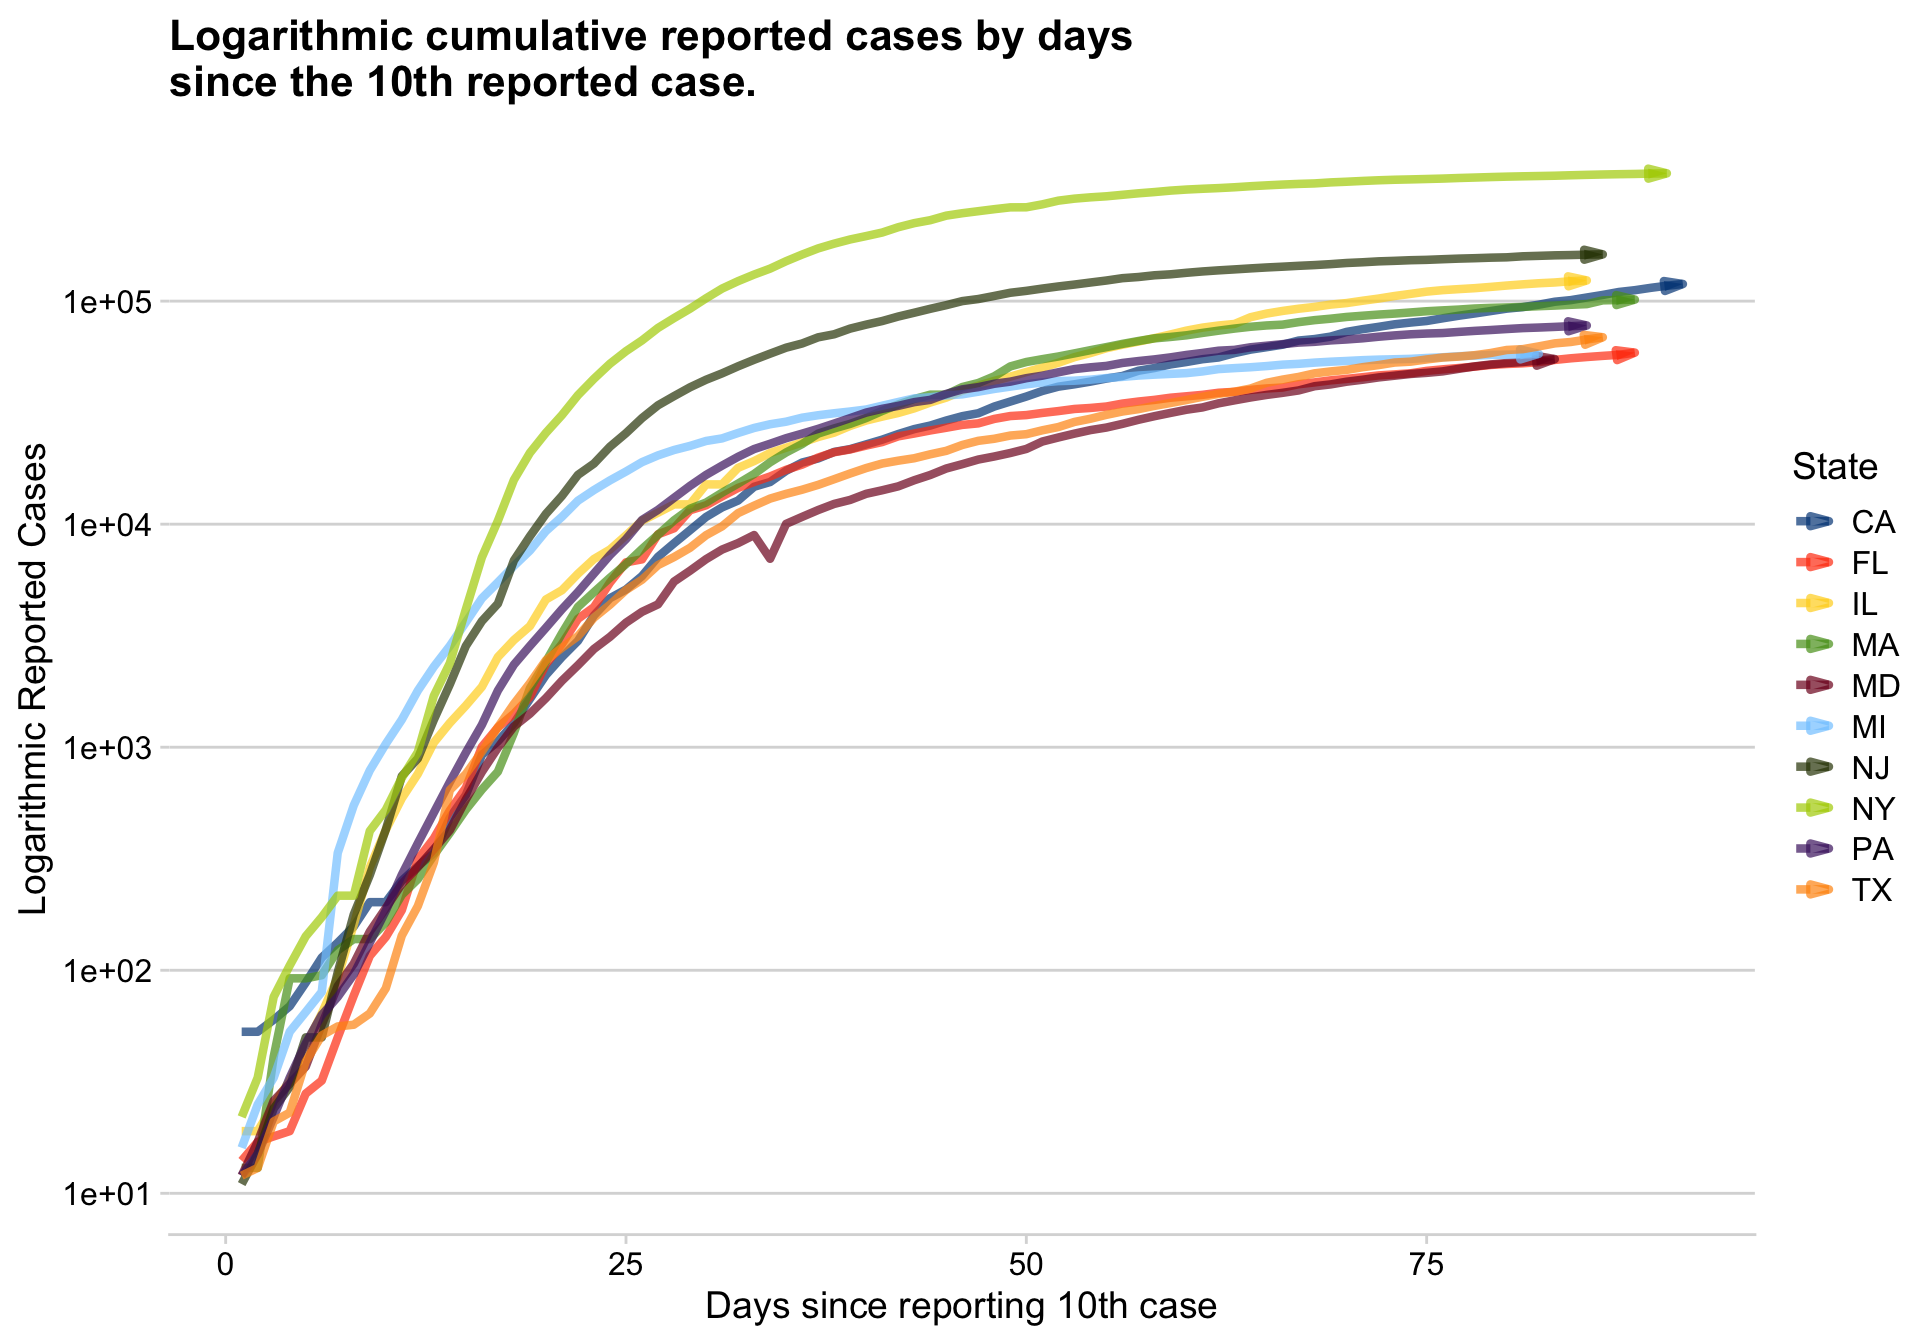 Logarithmic cumulative reported cases by days
since the 10th reported case.
Logarithmic Reported Cases
1e+05
1e+04
1e+03
1e+02
1e+01
0
25
50
75
Days since reporting 10th case
State
CA
FL
IL
MA
MD
MI
NJ
NY
PA
TX